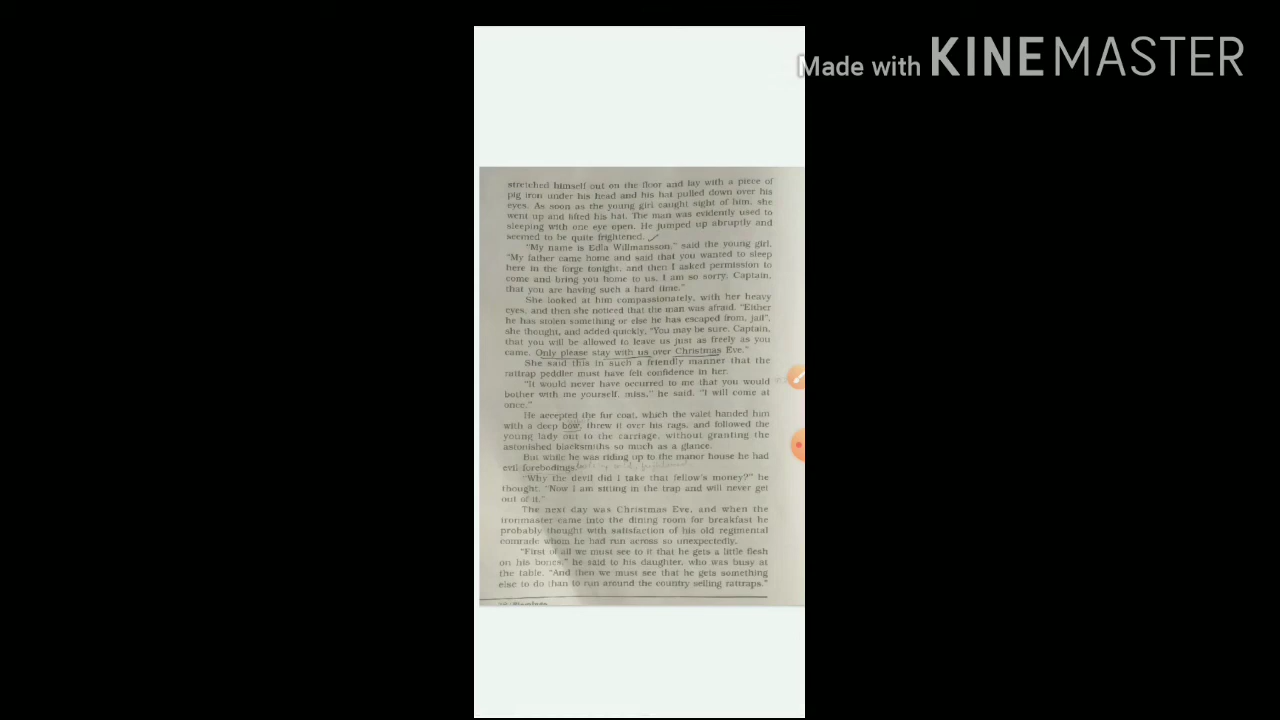 Made with KINEMASTER
stretched himself out on the floor and lay with a piece of
pig iron under his head and his hat pulled down over his
eyes. As soon as the young girl caught sight of him, she
went up and lifted his hat. The man was evidently used to
sleeping with one eye open. He jumped up abruptly and
seemed to be quite frightened.
"My name is Edla Willmansson," said the young girl.
"My father came home and said that you wanted to sleep
here in the forge tonight, and then I asked permission to
come and bring you home to us. I am so sorry, Captain,
that you are having such a hard time."
She looked at him compassionately, with her heavy
eyes, and then she noticed that the man was afraid. "Either
he has stolen something or else he has escaped from, jail",
she thought, and added quickly, "You may be sure, Captain,
that you will be allowed to leave us just as freely as you
came. Only please stay with us over Christmas Eve."
She said this in such a friendly manner that the
rattrap peddler must have felt confidence in her.
"It would never have occurred to me that you would
bother with me yourself, miss," he said. "I will come at
once."
He accepted the fur coat, which the valet handed him
with a deep bow, threw it over his rags, and followed the
young lady out to the carriage, without granting the
astonished blacksmiths so much as a glance.
But while he was riding up to the manor house he had
evil forebodings.
"Why the devil did I take that fellow's money?" he
thought. "Now I am sitting in the trap and will never get
out of it."
The next day was Christmas Eve, and when the
ironmaster came into the dining room for breakfast he
probably thought with satisfaction of his old regimental
comrade whom he had run across so unexpectedly.
"First of all we must see to it that he gets a little flesh
on his bones," he said to his daughter, who was busy at
the table. "And then we must see that he gets something
else to do than to run around the country selling rattraps."